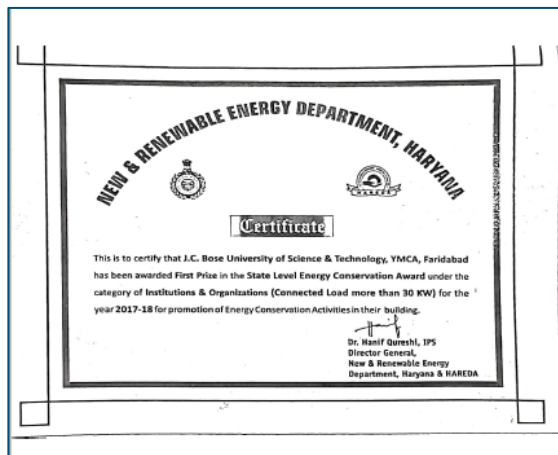 NEW & RENEWABLE ENERGY DEPARTMENT, HARYANA
HAREDA
Certificate
This is to certify that J.C. Bose University of Science & Technology, YMCA, Faridabad
has been awarded First Prize in the State Level Energy Conservation Award under the
category of Institutions & Organizations (Connected Load more than 30 KW) for the
year 2017-18 for promotion of Energy Conservation Activities in their building.
Dr. Hanif Qureshi, IPS
Director General,
New & Renewable Energy
Department, Haryana & HAREDA